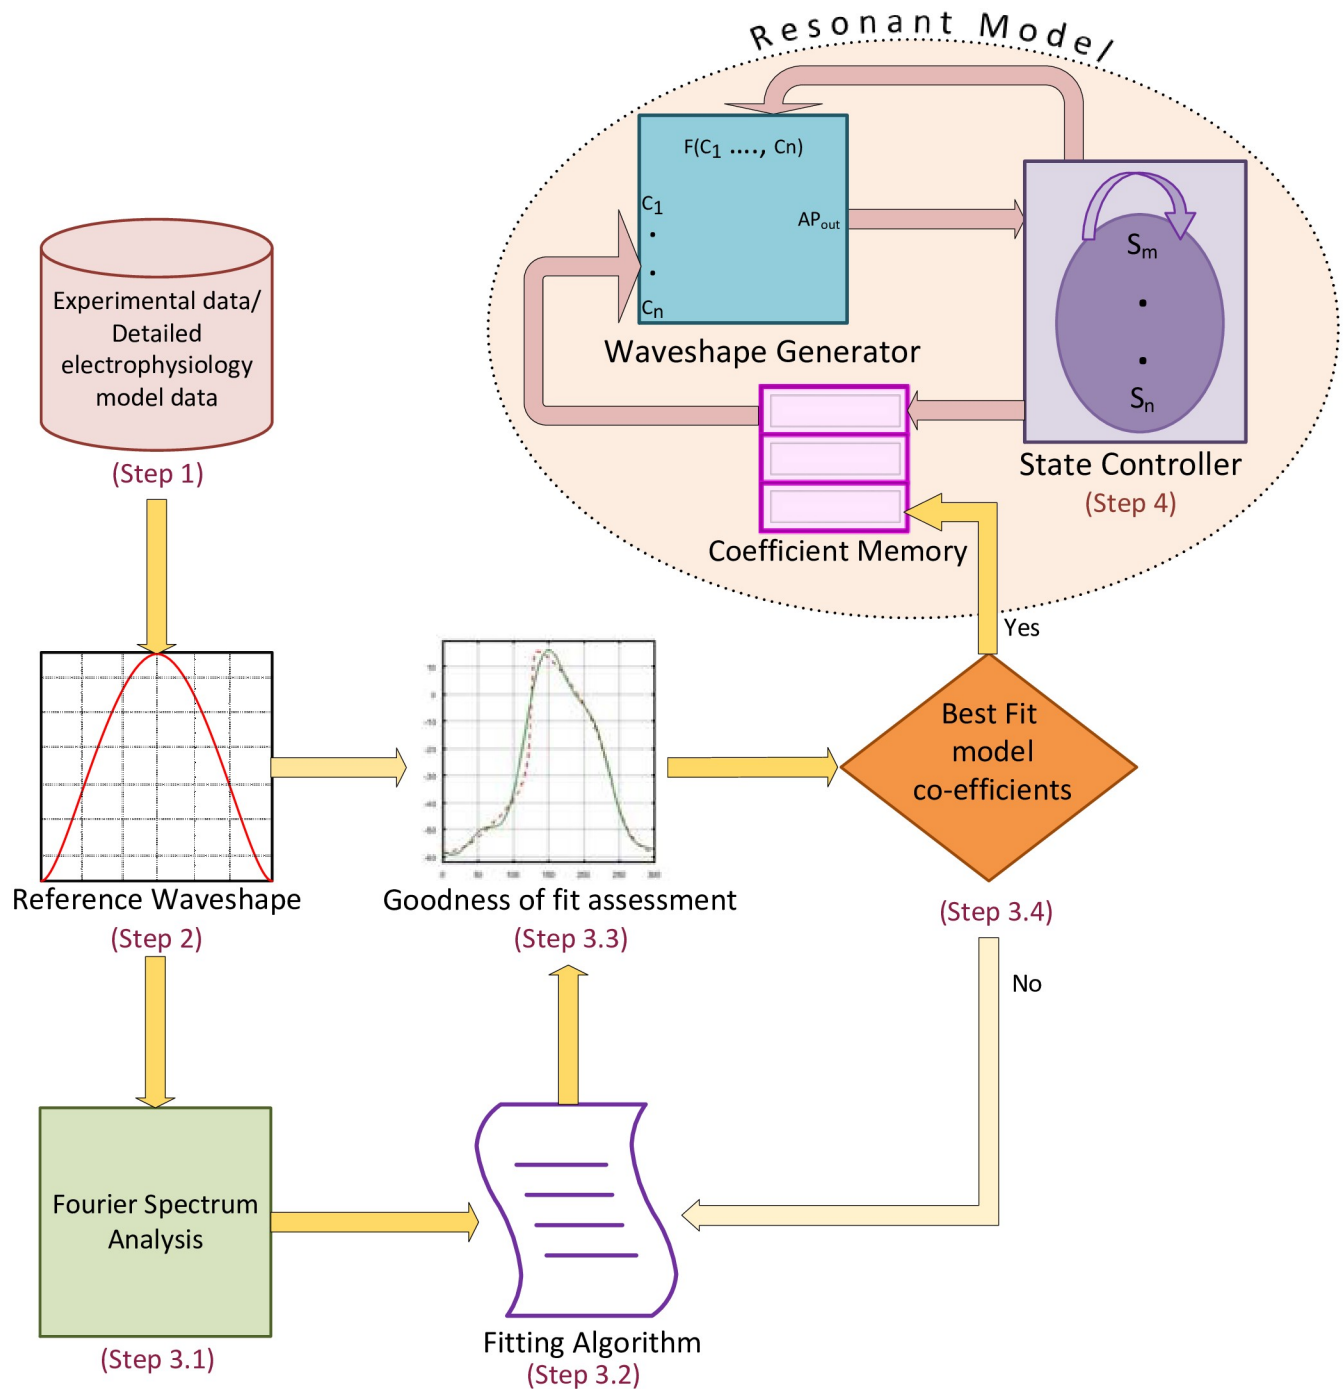 Resonant Model
F(C1 ...., Cn)
C1
.
.
Cn
APout
Waveshape Generator
Sm
.
.
Sn
State Controller
(Step 4)
Coefficient Memory
Experimental data/
Detailed
electrophysiology
model data
(Step 1)
Yes
Reference Waveshape
(Step 2)
Goodness of fit assessment
(Step 3.3)
Best Fit
model
co-efficients
(Step 3.4)
No
Fourier Spectrum
Analysis
(Step 3.1)
Fitting Algorithm
(Step 3.2)